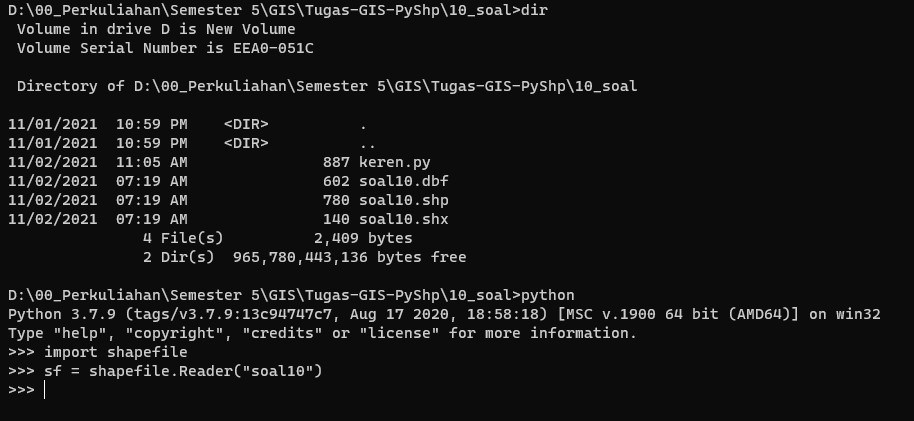 D:\00_Perkuliahan\Semester 5\GIS\Tugas-GIS-PyShp\10_soal>dir
 Volume in drive D is New Volume
 Volume Serial Number is EEA0-051C

 Directory of D:\00_Perkuliahan\Semester 5\GIS\Tugas-GIS-PyShp\10_soal

11/01/2021  10:59 PM    <DIR>          .
11/01/2021  10:59 PM    <DIR>          ..
11/02/2021  11:05 AM               887 keren.py
11/02/2021  07:19 AM               602 soal10.dbf
11/02/2021  07:19 AM               780 soal10.shp
11/02/2021  07:19 AM               140 soal10.shx
               4 File(s)          2,409 bytes
               2 Dir(s)  965,780,443,136 bytes free

D:\00_Perkuliahan\Semester 5\GIS\Tugas-GIS-PyShp\10_soal>python
Python 3.7.9 (tags/v3.7.9:13c94747c7, Aug 17 2020, 18:58:18) [MSC v.1900 64 bit (AMD64)] on win32
Type "help", "copyright", "credits" or "license" for more information.
>>> import shapefile
>>> sf = shapefile.Reader("soal10")
>>>